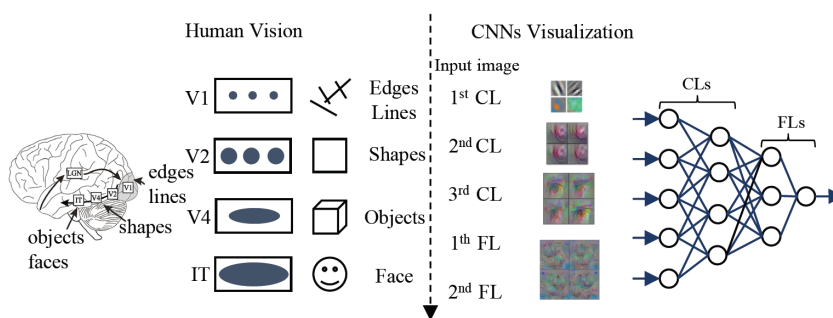 Human Vision
CNNs Visualization
LGN
IT
V4
V2
V1
edges
lines
shapes
objects
faces
V1
Edges
Lines
V2
Shapes
V4
Objects
IT
Face
Input image
1st CL
2nd CL
3rd CL
1th FL
2nd FL
CLs
FLs